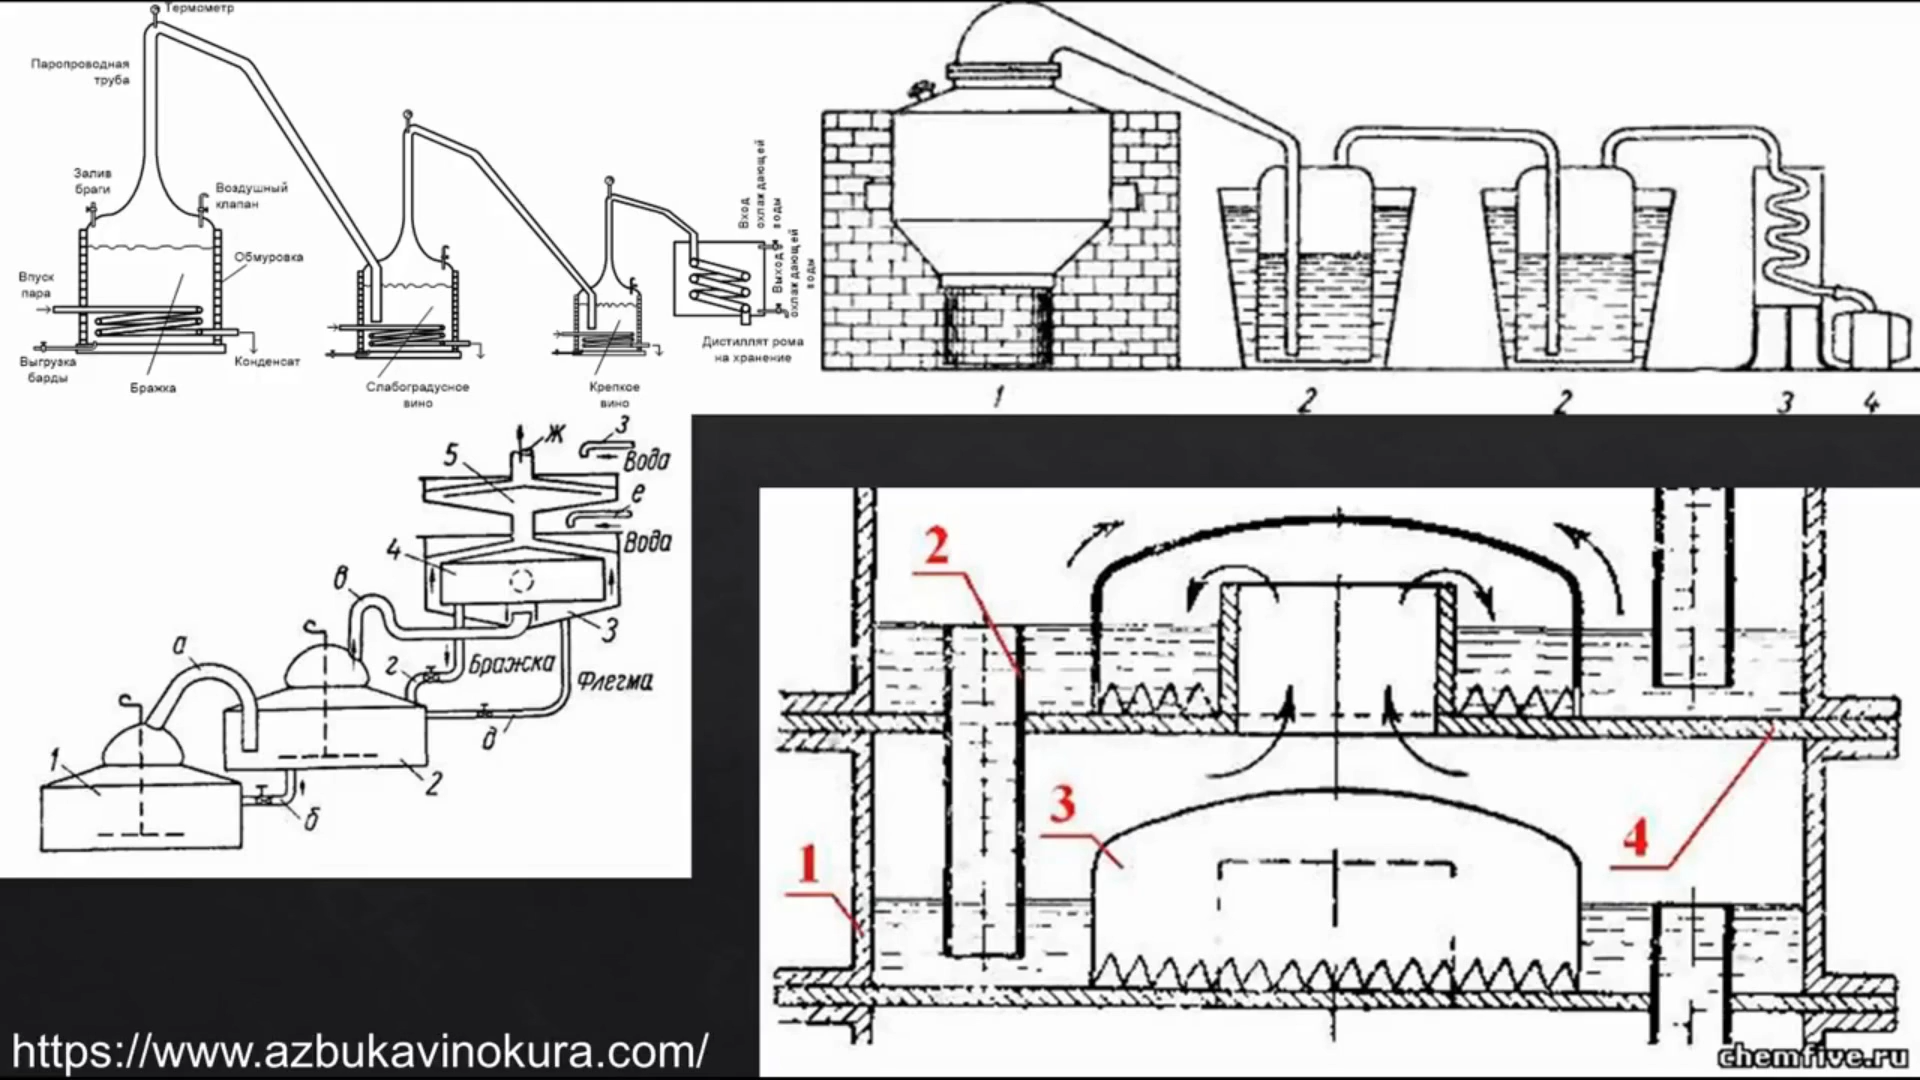 Термометр
Паропроводная
труба
Залив
браги
Воздушный
клапан
Обмуровка
Впуск
пара
Выгрузка
барды
Бражка
Конденсат
Слабоградусное
вино
Крепкое
вино
Вход
охлаждающей
воды
Выход
охлаждающей
воды
Дистиллят рома
на хранение
1
2
2
3
4
ж
з
Вода
5
е
Вода
4
в
3
а
г
Бражка
Флегма
д
1
2
б
2
3
1
4
https://www.azbukavinokura.com/
chemfive.ru